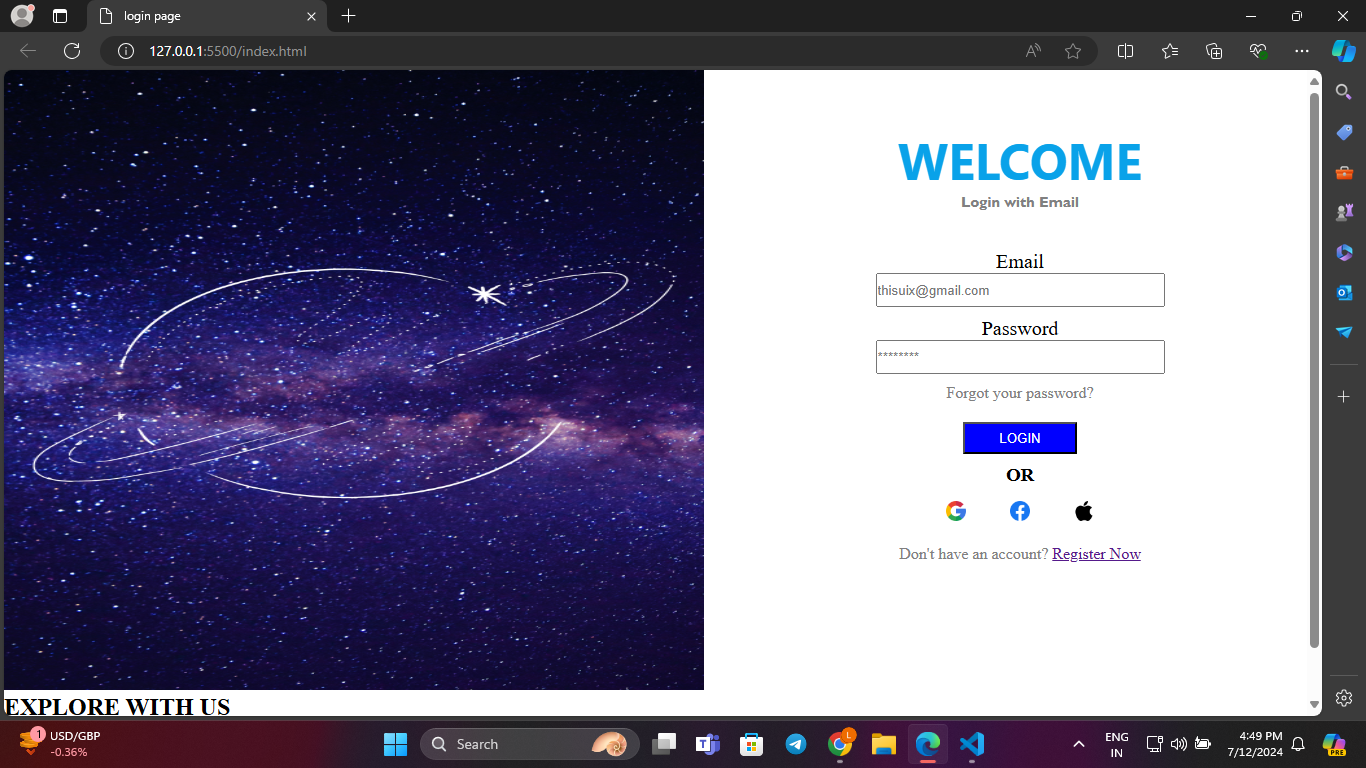 login page
127.0.0.1:5500/index.html
WELCOME
Login with Email
Email
thisuix@gmail.com
Password
********
Forgot your password?
LOGIN
OR
Don't have an account? Register Now
EXPLORE WITH US
1
USD/GBP
-0.36%
Search
L
ENG
IN
4:49 PM
7/12/2024
PRE